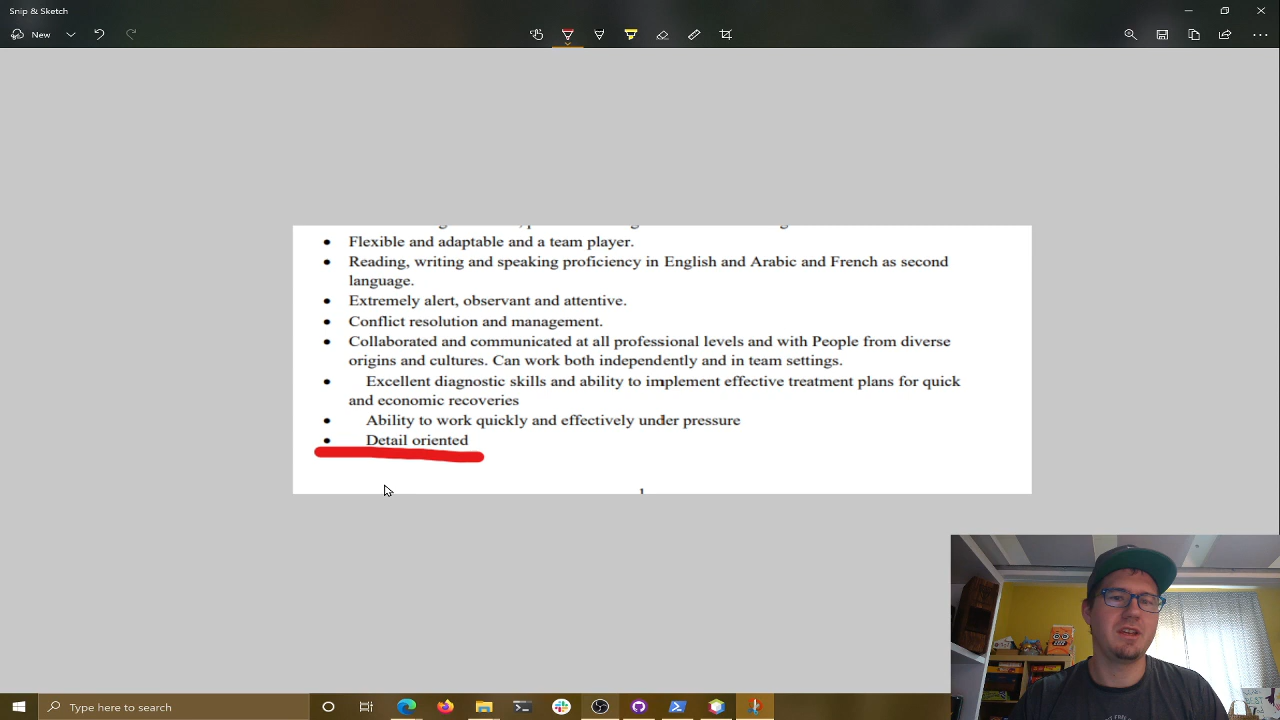 Snip & Sketch
New
Flexible and adaptable and a team player.
Reading, writing and speaking proficiency in English and Arabic and French as second
language.
Extremely alert, observant and attentive.
Conflict resolution and management.
Collaborated and communicated at all professional levels and with People from diverse
origins and cultures. Can work both independently and in team settings.
Excellent diagnostic skills and ability to implement effective treatment plans for quick
and economic recoveries
Ability to work quickly and effectively under pressure
Detail oriented
1
Type here to search